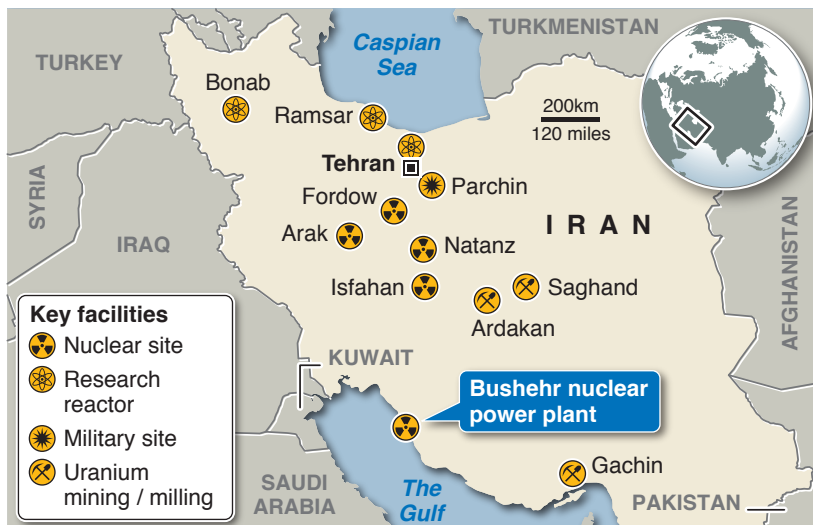 TURKEY
Caspian
Sea
TURKMENISTAN
Bonab
Ramsar
200km
120 miles
Tehran
Parchin
Fordow
SYRIA
IRAQ
Arak
Natanz
IRAN
AFGHANISTAN
Isfahan
Saghand
Ardakan
Key facilities
Nuclear site
Research
reactor
Military site
Uranium
mining / milling
KUWAIT
Bushehr nuclear
power plant
Gachin
SAUDI
ARABIA
The
Gulf
PAKISTAN